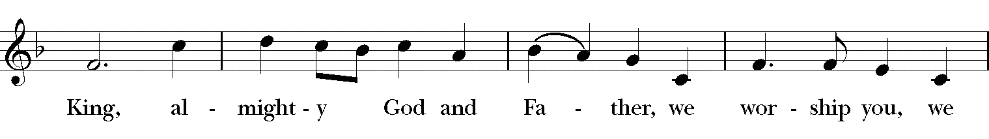 King, al - might - y God and Fa - ther, we wor - ship you, we